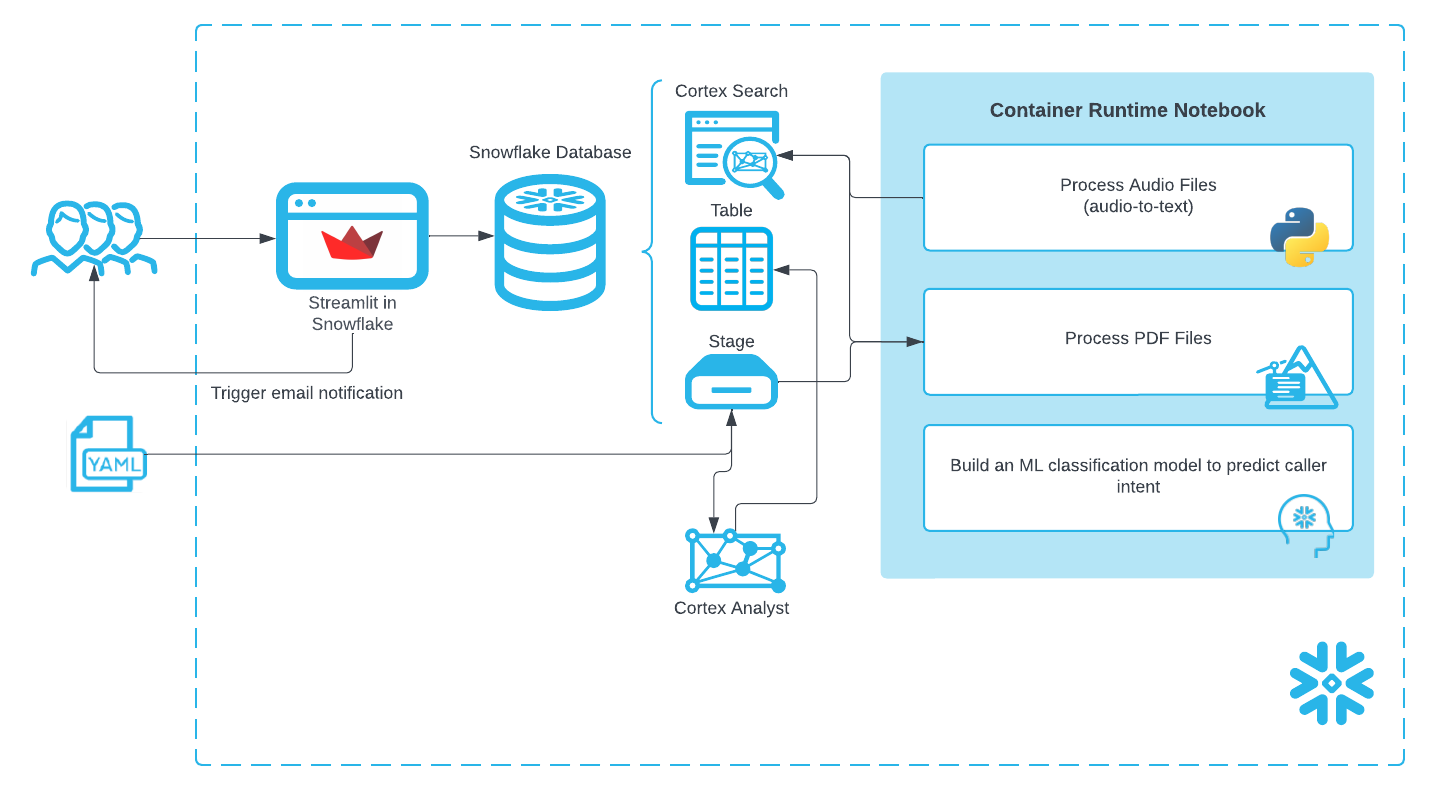 Cortex Search
Container Runtime Notebook
Snowflake Database
Process Audio Files
(audio-to-text)
Table
Streamlit in
Snowflake
Stage
Process PDF Files
Trigger email notification
YAML
Build an ML classification model to predict caller
intent
Cortex Analyst